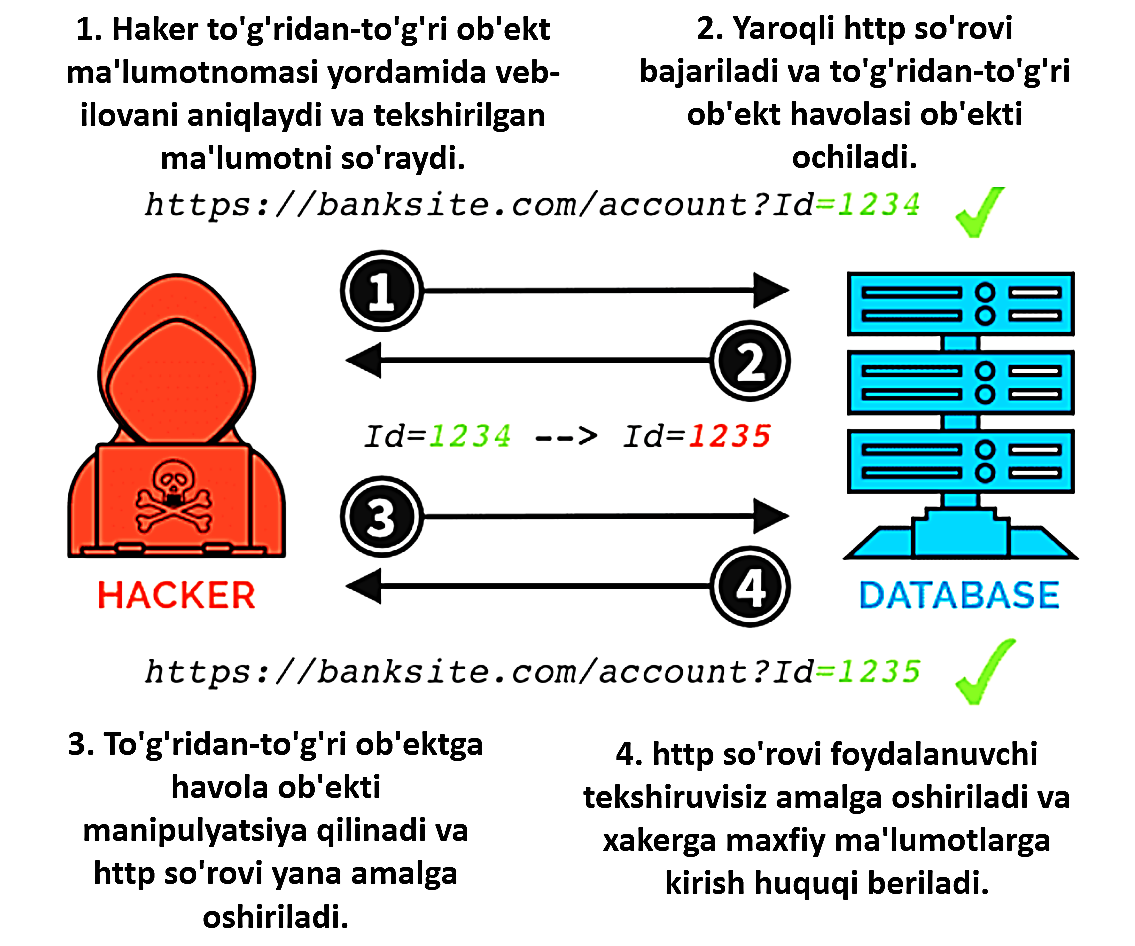 1. Haker to'g'ridan-to'g'ri ob'ekt
ma'lumotnomasi yordamida veb-
ilovani aniqlaydi va tekshirilgan
ma'lumotni so'raydi.
2. Yaroqli http so'rovi
bajariladi va to'g'ridan-to'g'ri
ob'ekt havolasi ob'ekti
ochiladi.
https://banksite.com/account?Id=1234
1
2
Id=1234 --> Id=1235
3
4
HACKER
DATABASE
https://banksite.com/account?Id=1235
3. To'g'ridan-to'g'ri ob'ektga
havola ob'ekti
manipulyatsiya qilinadi va
http so'rovi yana amalga
oshiriladi.
4. http so'rovi foydalanuvchi
tekshiruvisiz amalga oshiriladi va
xakerga maxfiy ma'lumotlarga
kirish huquqi beriladi.